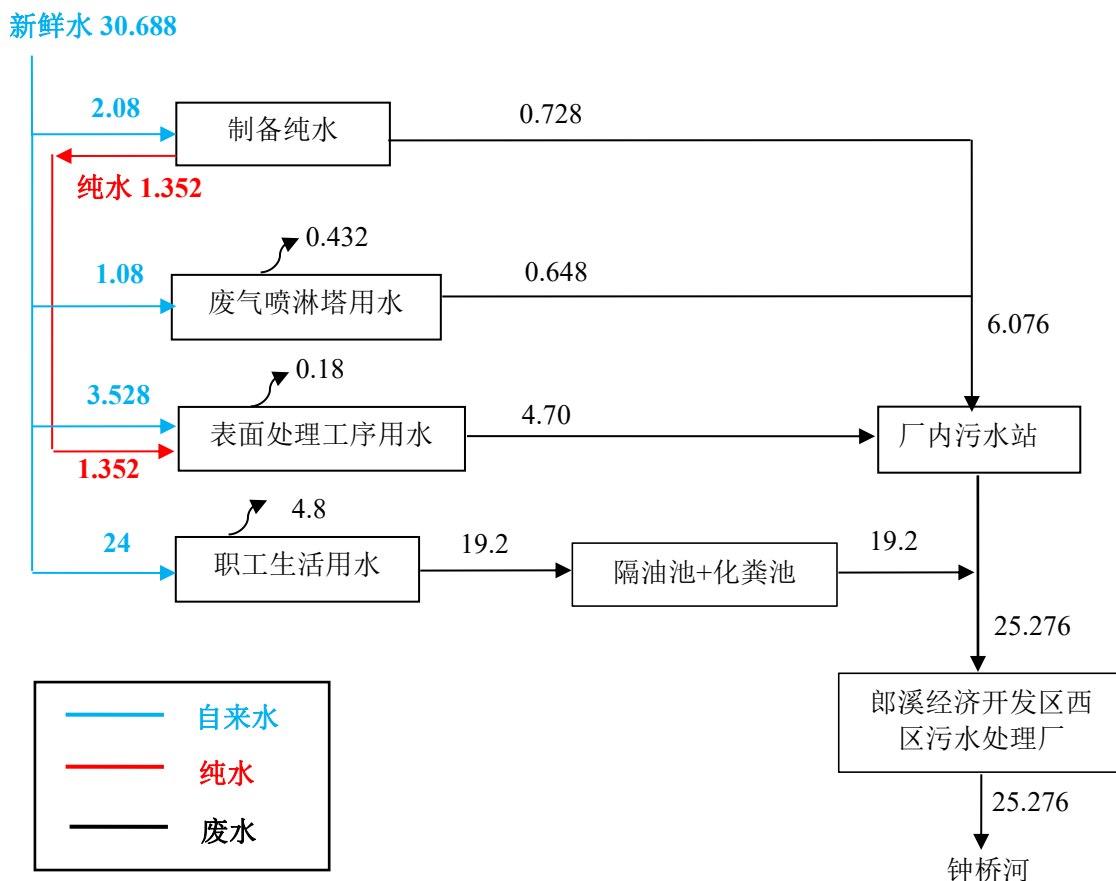 新鲜水 30.688
2.08
制备纯水
0.728
纯水 1.352
0.432
1.08
废气喷淋塔用水
0.648
6.076
0.18
3.528
表面处理工序用水
4.70
厂内污水站
1.352
4.8
24
职工生活用水
19.2
隔油池+化粪池
19.2
25.276
郎溪经济开发区西
区污水处理厂
25.276
钟桥河
自来水
纯水
废水